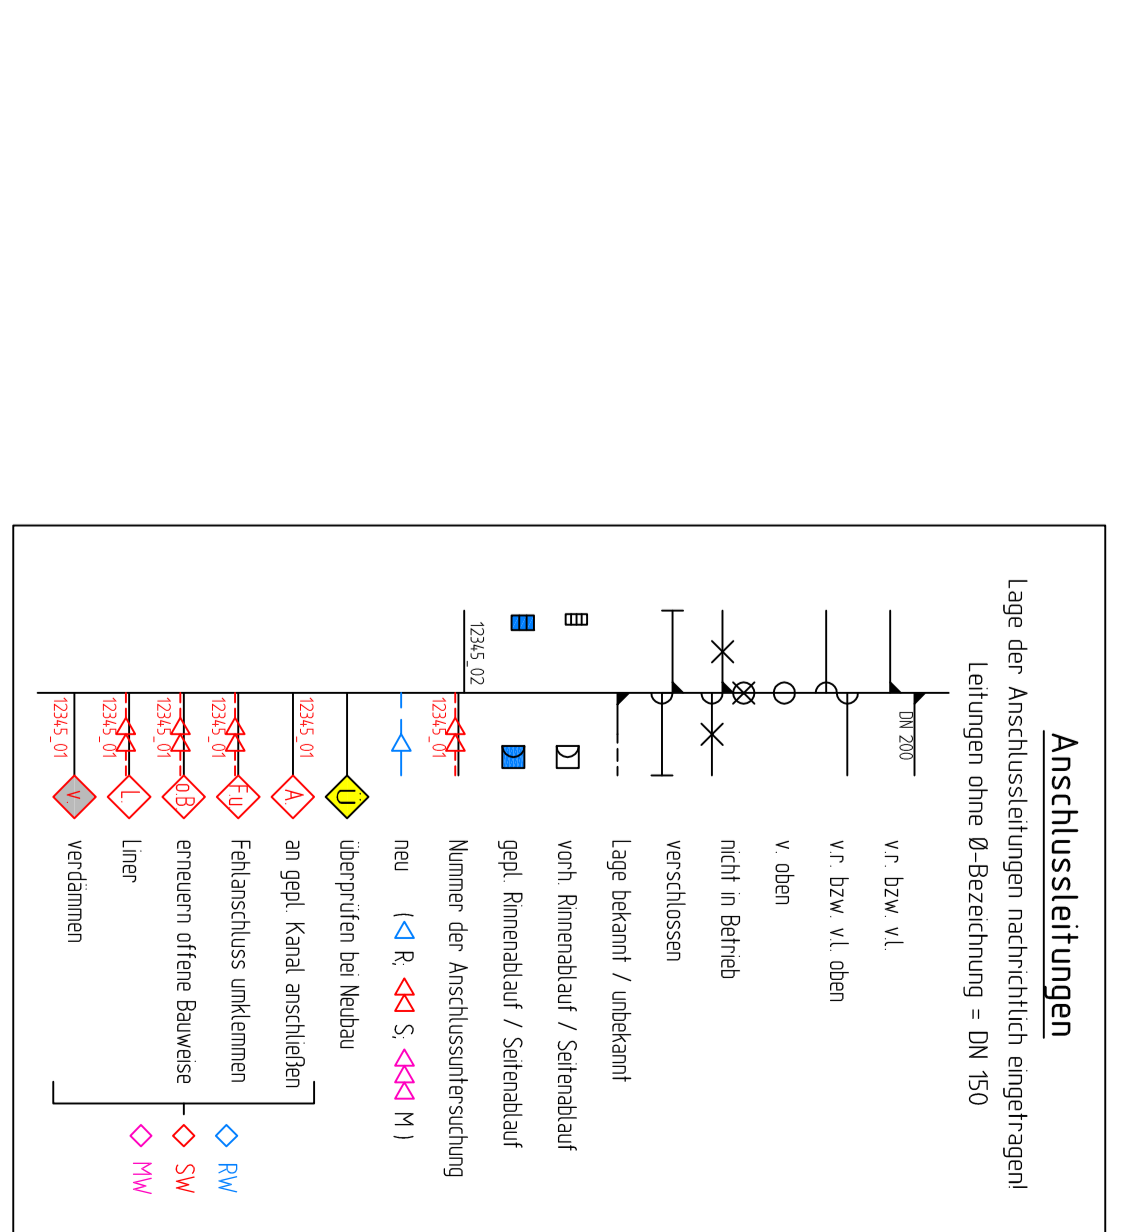 Anschlussleitungen
Lage der Anschlussleitungen nachrichtlich eingetragen!
Leitungen ohne Ø-Bezeichnung = DN 150
DN 200
v.r. bzw. v.l.
v.r. bzw. v.l. oben
v. oben
nicht in Betrieb
verschlossen
Lage bekannt / unbekannt
vorh. Rinnenablauf / Seitenablauf
gepl. Rinnenablauf / Seitenablauf
12345_02
12345_01
Nummer der Anschlussuntersuchung
neu ( R; S; M )
Ü überprüfen bei Neubau
12345_01
A. an gepl. Kanal anschließen
12345_01
F.u Fehlanschluss umklemmen
12345_01
o.B erneuern offene Bauweise
12345_01
L. Liner
12345_01
v. verdämmen
RW
SW
MW